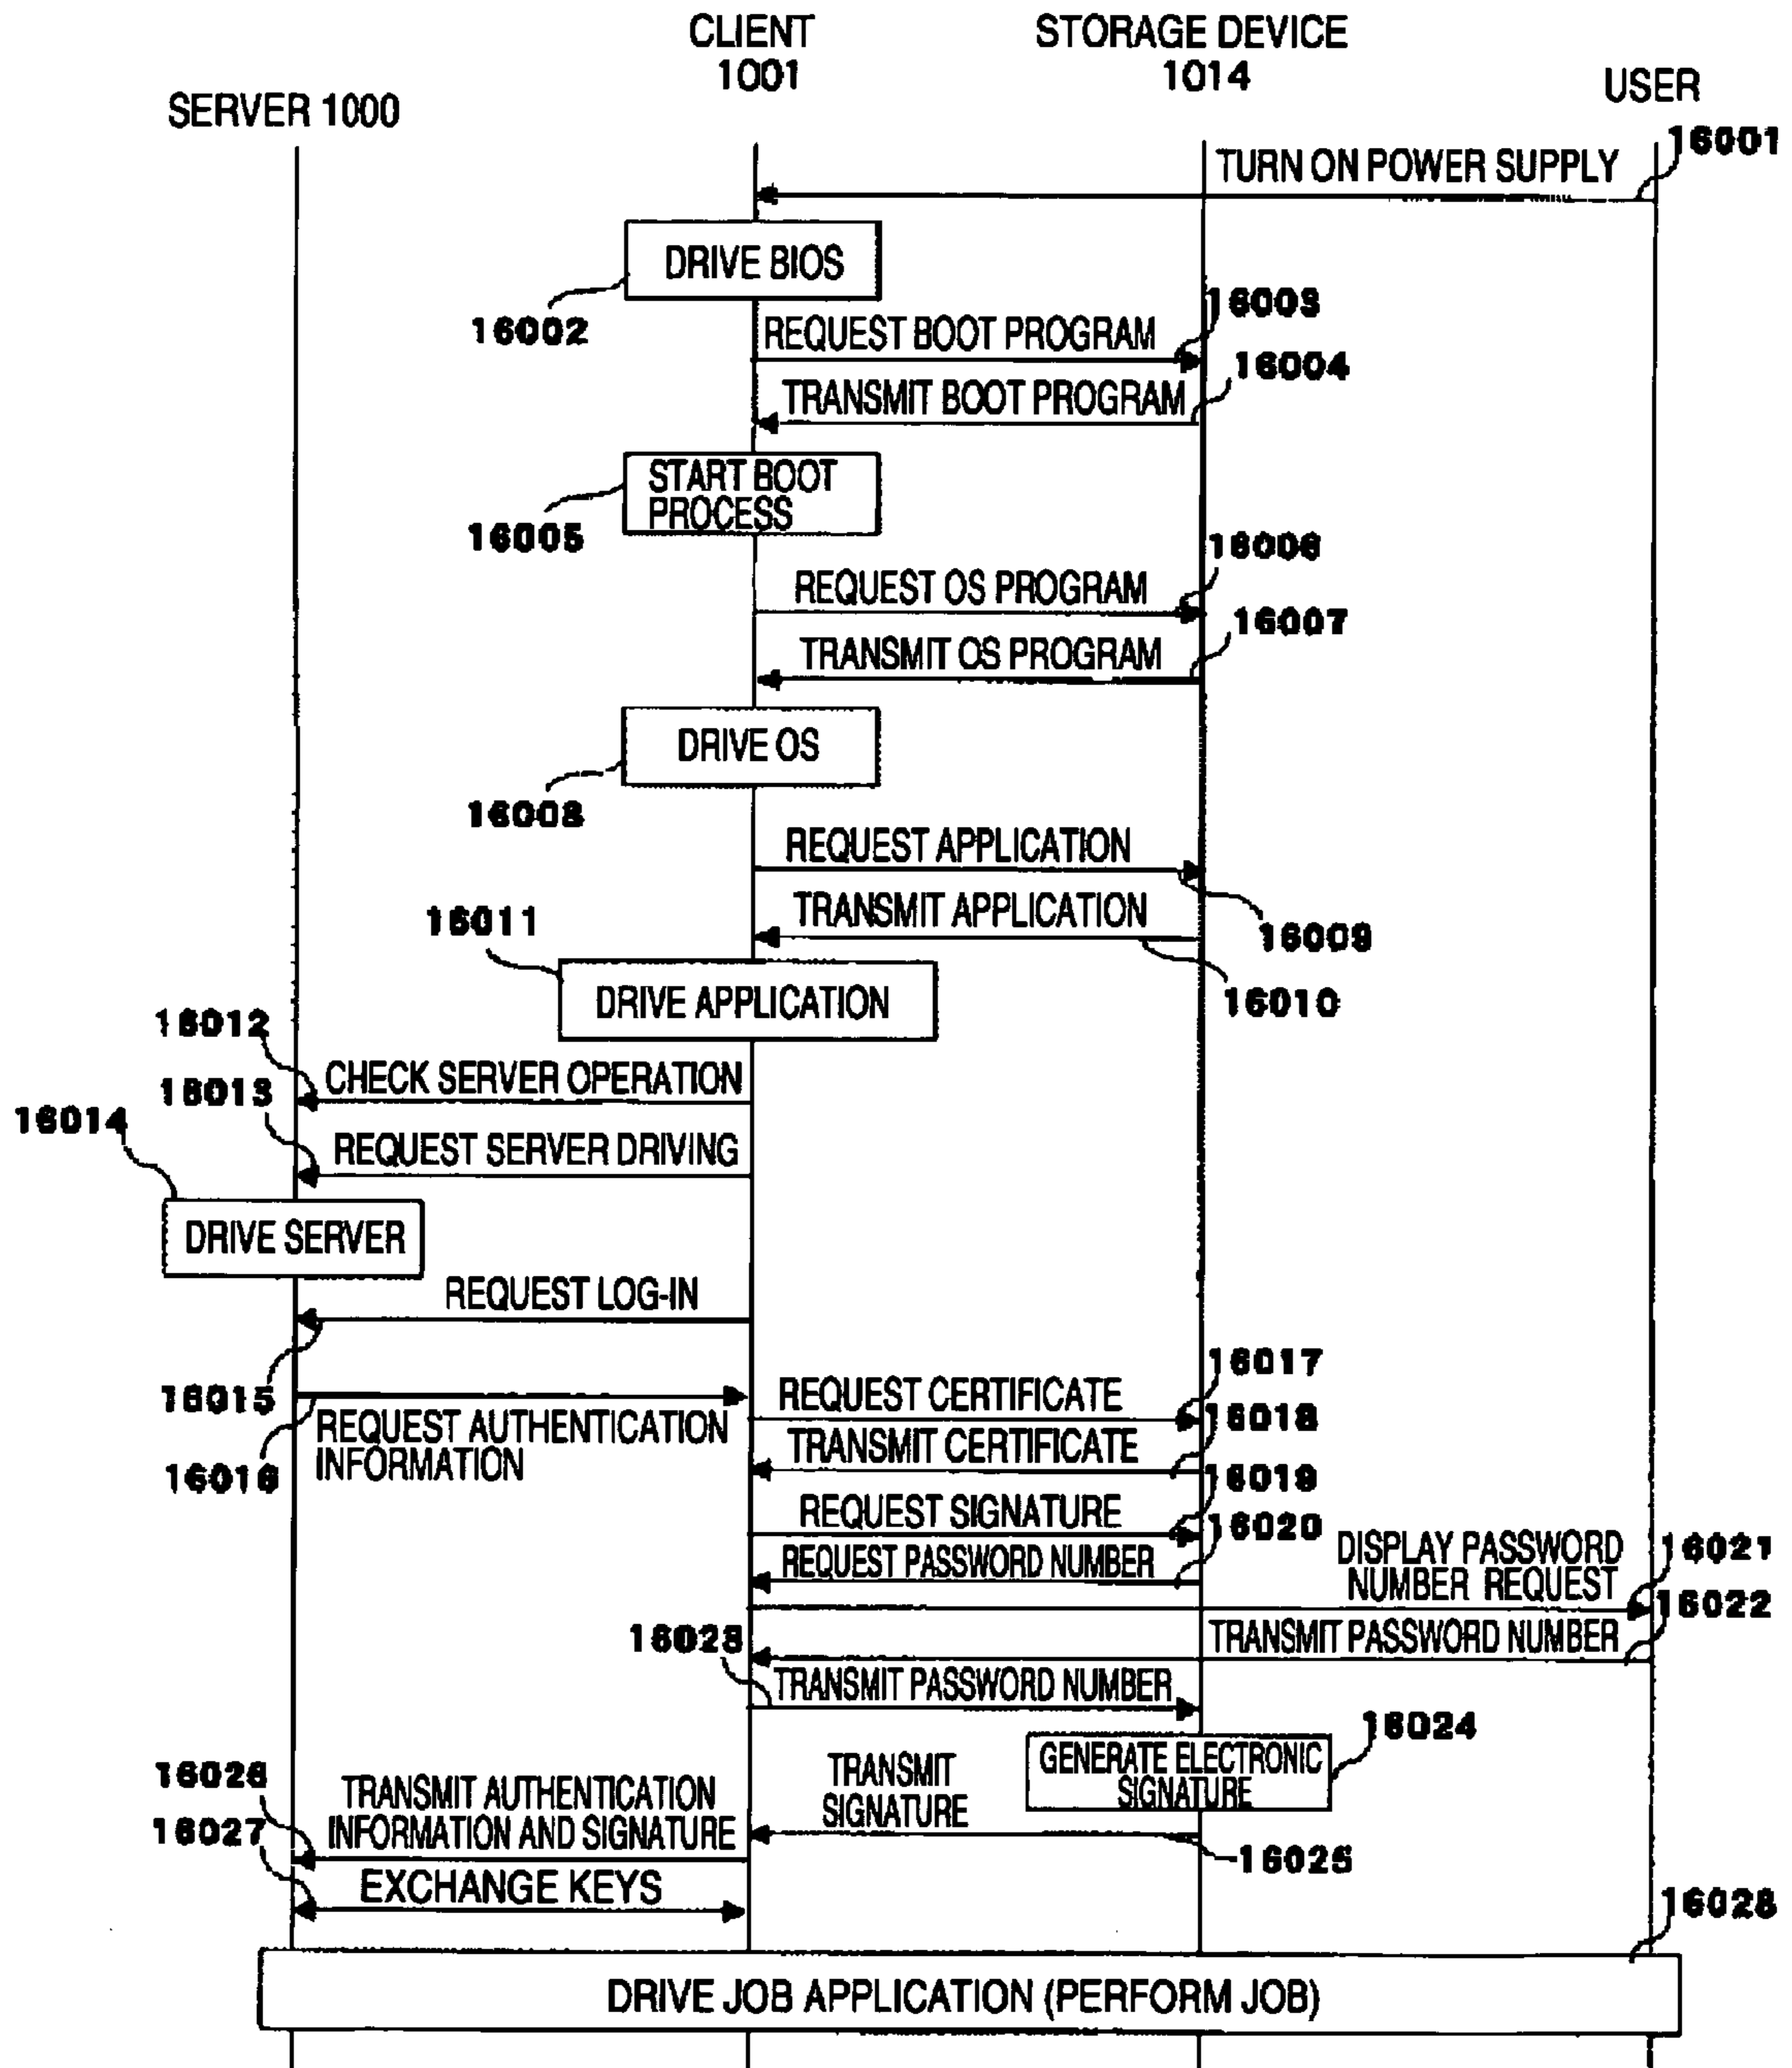 CLIENT
1001
STORAGE DEVICE
1014
SERVER 1000
USER
16001
TURN ON POWER SUPPLY
DRIVE BIOS
16002
16003
REQUEST BOOT PROGRAM
16004
TRANSMIT BOOT PROGRAM
START BOOT
PROCESS
16005
16006
REQUEST OS PROGRAM
16007
TRANSMIT OS PROGRAM
DRIVE OS
16008
REQUEST APPLICATION
16009
TRANSMIT APPLICATION
16010
16011
DRIVE APPLICATION
16012
CHECK SERVER OPERATION
16013
REQUEST SERVER DRIVING
16014
DRIVE SERVER
REQUEST LOG-IN
16015
REQUEST AUTHENTICATION
INFORMATION
16016
16017
REQUEST CERTIFICATE
16018
TRANSMIT CERTIFICATE
16019
REQUEST SIGNATURE
16020
REQUEST PASSWORD NUMBER
DISPLAY PASSWORD
NUMBER REQUEST
16021
16022
TRANSMIT PASSWORD NUMBER
16023
TRANSMIT PASSWORD NUMBER
16024
GENERATE ELECTRONIC
SIGNATURE
TRANSMIT
SIGNATURE
16025
16026
TRANSMIT AUTHENTICATION
INFORMATION AND SIGNATURE
16027
EXCHANGE KEYS
16028
DRIVE JOB APPLICATION (PERFORM JOB)